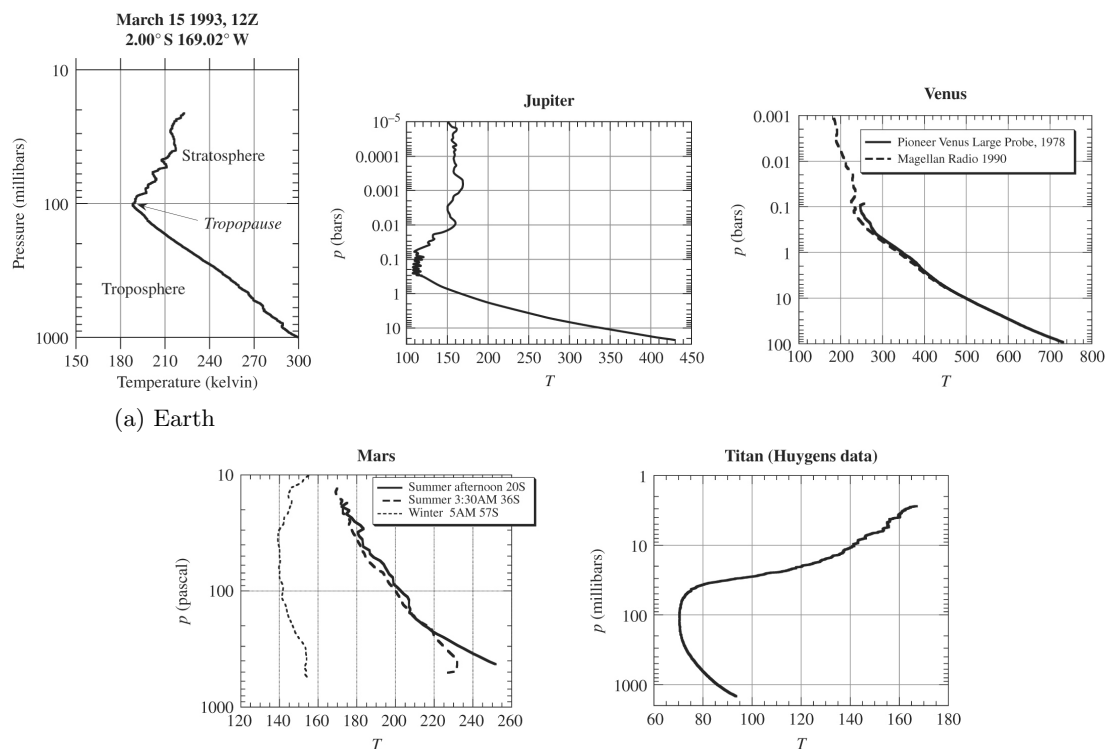 March 15 1993, 12Z
2.00° S 169.02° W
10
100
1000
Pressure (millibars)
Stratosphere
Tropopause
Troposphere
150 180 210 240 270 300
Temperature (kelvin)
(a) Earth
Jupiter
10⁻⁵
0.0001
0.001
0.01
0.1
1
10
p (bars)
100 150 200 250 300 350 400 450
T
Venus
0.001
0.01
0.1
1
10
100
p (bars)
Pioneer Venus Large Probe, 1978
Magellan Radio 1990
100 200 300 400 500 600 700 800
T
Mars
10
100
1000
p (pascal)
Summer afternoon 20S
Summer 3:30AM 36S
Winter 5AM 57S
120 140 160 180 200 220 240 260
T
Titan (Huygens data)
1
10
100
1000
p (millibars)
60 80 100 120 140 160 180
T